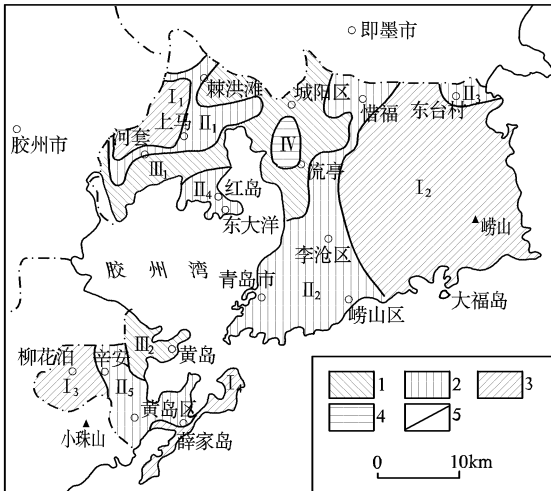 即墨市
棘洪滩
城阳区
惜福
东台村
Ⅱ₃
Ⅰ₁
上马
Ⅱ₁
胶州市
河套
Ⅳ
流亭
Ⅲ₁
Ⅱ₄
红岛
Ⅰ₂
东大洋
崂山
李沧区
胶州湾
青岛市
Ⅱ₂
崂山区
大福岛
柳花泊
辛安
Ⅲ₂
黄岛
Ⅰ₃
Ⅱ₅
小珠山
黄岛区
薛家岛
1 2 3
4 5
0 10km